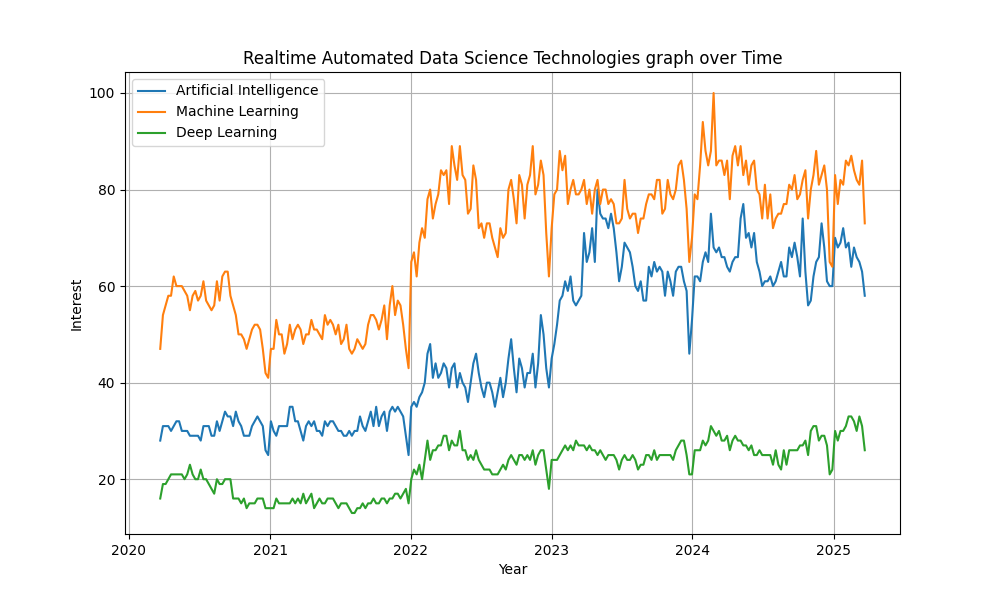 Realtime Automated Data Science Technologies graph over Time
Artificial Intelligence
Machine Learning
Deep Learning
100
80
60
40
20
Interest
2020 2021 2022 2023 2024 2025
Year